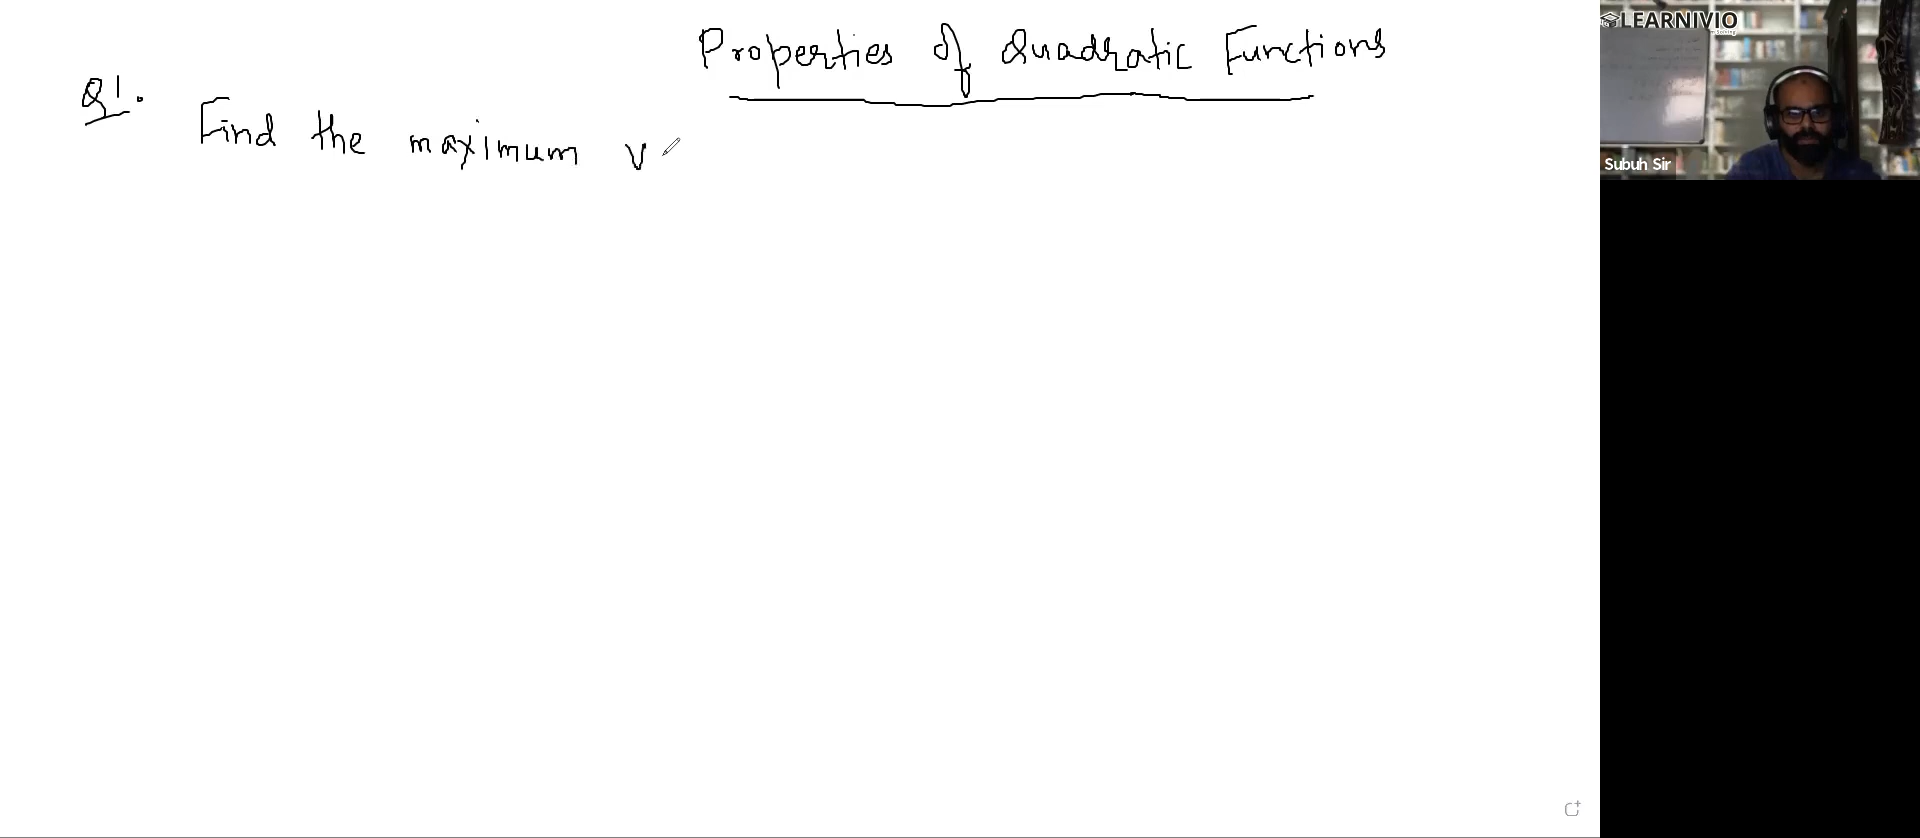 Properties of Quadratic Functions
Q1.
Find the maximum v
LEARNIVIO
Subuh Sir